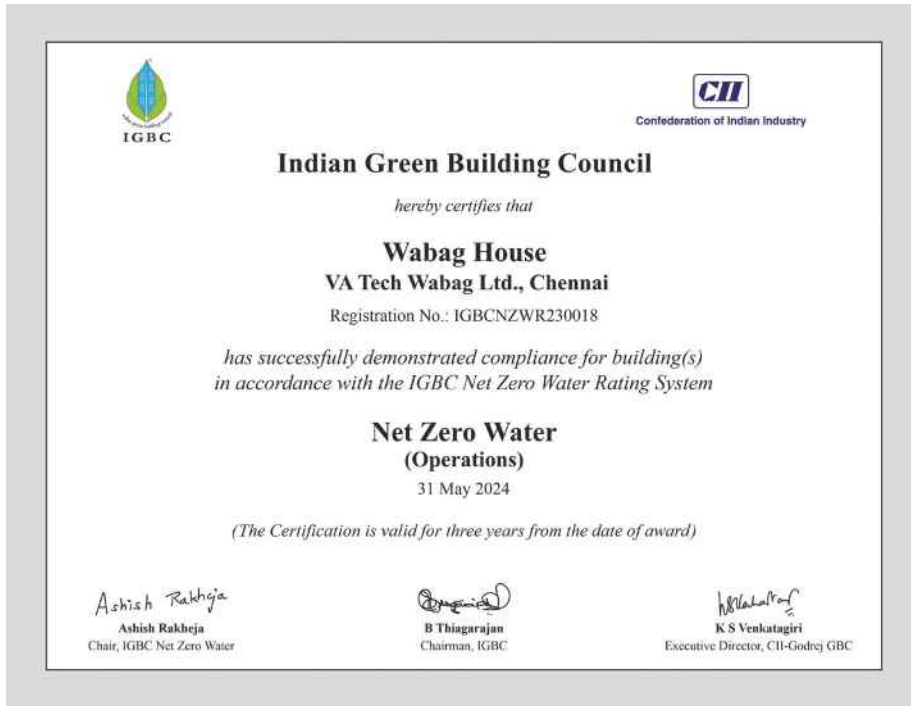 IGBC
CII
Confederation of Indian Industry
Indian Green Building Council
hereby certifies that
Wabag House
VA Tech Wabag Ltd., Chennai
Registration No.: IGBCNZWR230018
has successfully demonstrated compliance for building(s)
in accordance with the IGBC Net Zero Water Rating System
Net Zero Water
(Operations)
31 May 2024
(The Certification is valid for three years from the date of award)
Ashish Rakheja
Ashish Rakheja
Chair, IGBC Net Zero Water
B Thiagarajan
Chairman, IGBC
K S Venkatagiri
Executive Director, CII-Godrej GBC